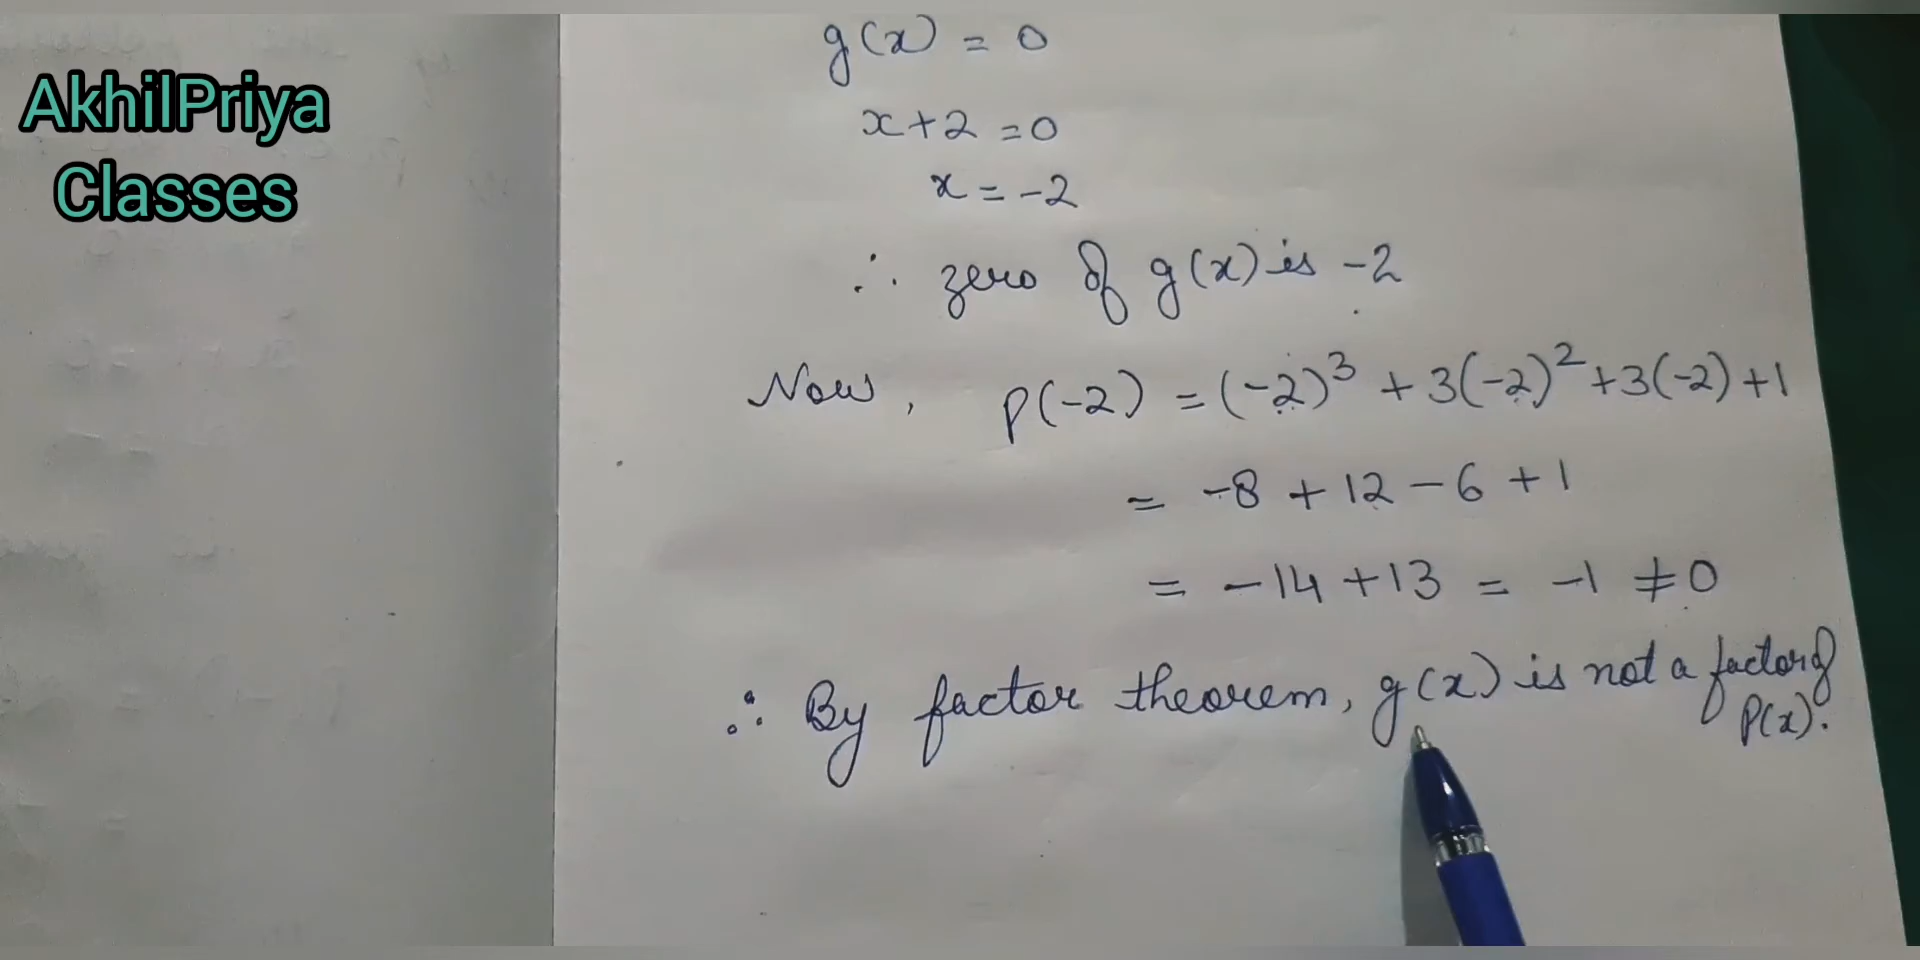 AkhilPriya
Classes
g(x) = 0
x+2 = 0
x = -2
∴ zero of g(x) is -2
Now, p(-2) = (-2)³ + 3(-2)² + 3(-2) + 1
= -8 + 12 - 6 + 1
= -14 + 13 = -1 ≠ 0
∴ By factor theorem, g(x) is not a factor of
P(x).